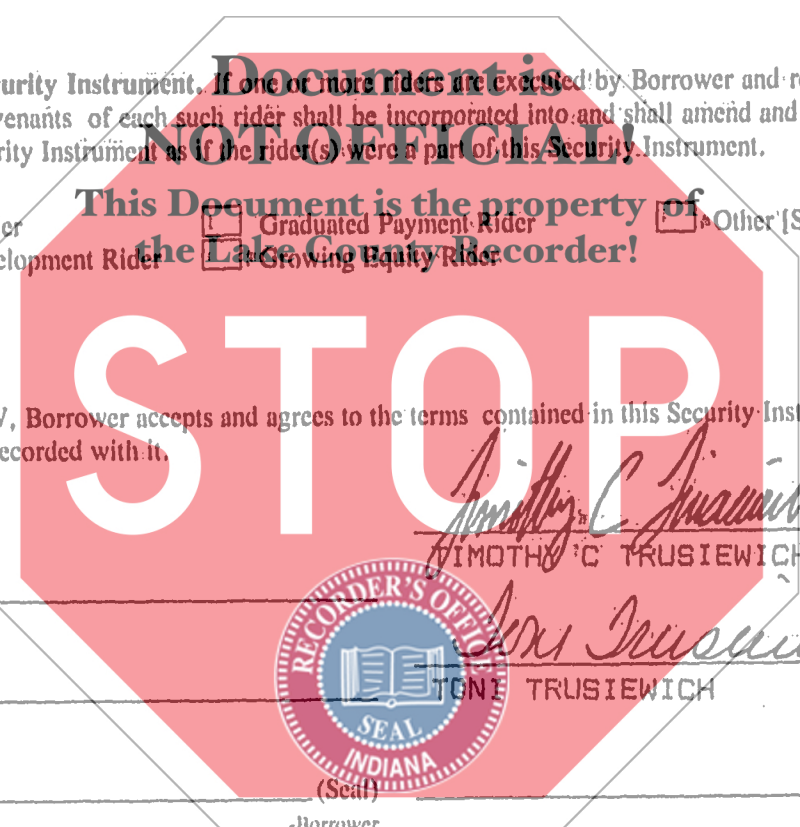 Document is
urity Instrument. If one or more riders are executed by Borrower and r
venants of each such rider shall be incorporated into and shall amend and
NOT OFFICIAL!
rity Instrument as if the rider(s) were a part of this Security Instrument.
This Document is the property of
er Graduated Payment Rider Other [S
the Lake County Recorder!
elopment Rider Growing Equity Rider
STOP
, Borrower accepts and agrees to the terms contained in this Security Inst
ecorded with it.
TIMOTHY C TRUSIEWICH
RECORDER'S OFFICE
TONI TRUSIEWICH
SEAL
INDIANA
(Seal)
-Borrower